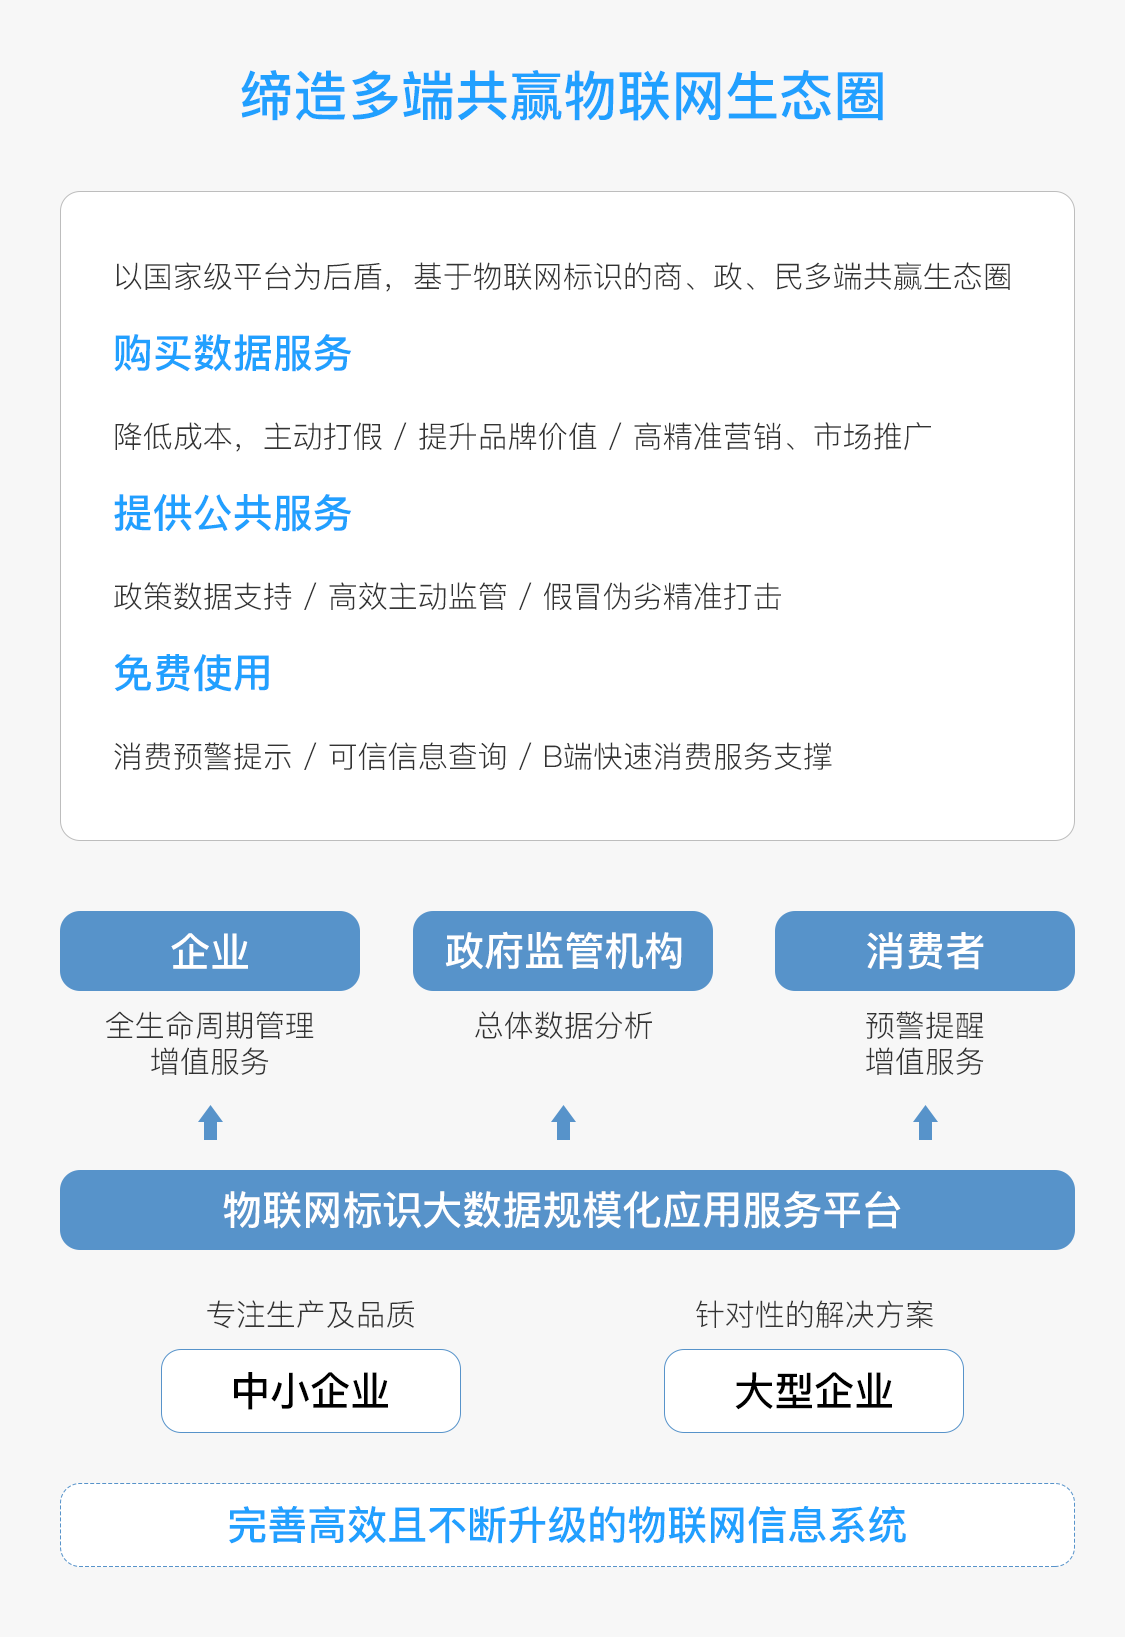 缔造多端共赢物联网生态圈
以国家级平台为后盾，基于物联网标识的商、政、民多端共赢生态圈
购买数据服务
降低成本，主动打假 / 提升品牌价值 / 高精准营销、市场推广
提供公共服务
政策数据支持 / 高效主动监管 / 假冒伪劣精准打击
免费使用
消费预警提示 / 可信信息查询 / B端快速消费服务支撑
企业
政府监管机构
消费者
全生命周期管理
增值服务
总体数据分析
预警提醒
增值服务
物联网标识大数据规模化应用服务平台
专注生产及品质
针对性的解决方案
中小企业
大型企业
完善高效且不断升级的物联网信息系统